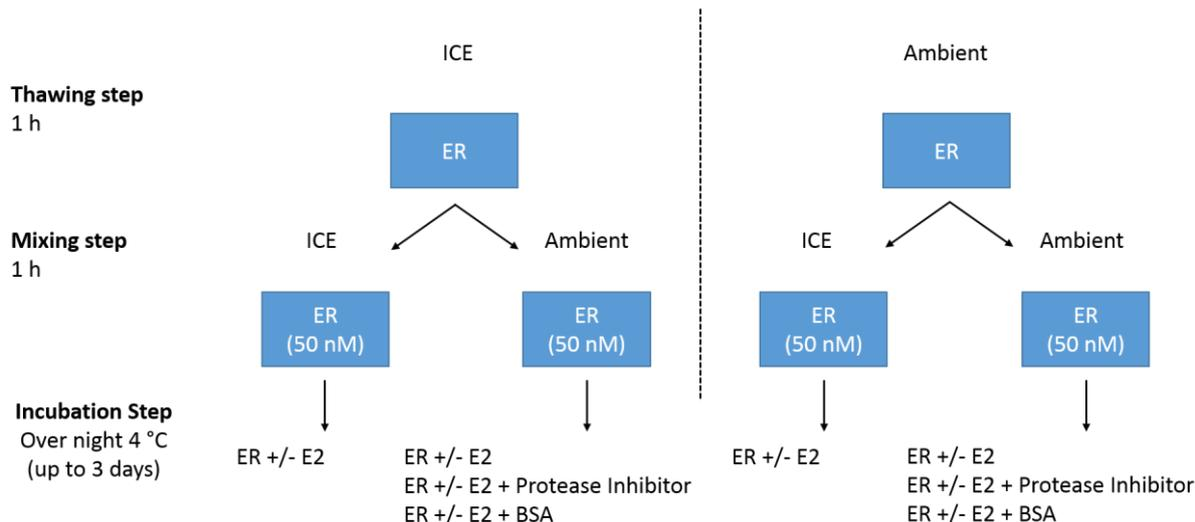 ICE
Ambient
Thawing step
1 h
ER
ER
Mixing step
1 h
ICE
Ambient
ICE
Ambient
ER
(50 nM)
ER
(50 nM)
ER
(50 nM)
ER
(50 nM)
Incubation Step
Over night 4 °C
(up to 3 days)
ER +/- E2
ER +/- E2
ER +/- E2 + Protease Inhibitor
ER +/- E2 + BSA
ER +/- E2
ER +/- E2
ER +/- E2 + Protease Inhibitor
ER +/- E2 + BSA